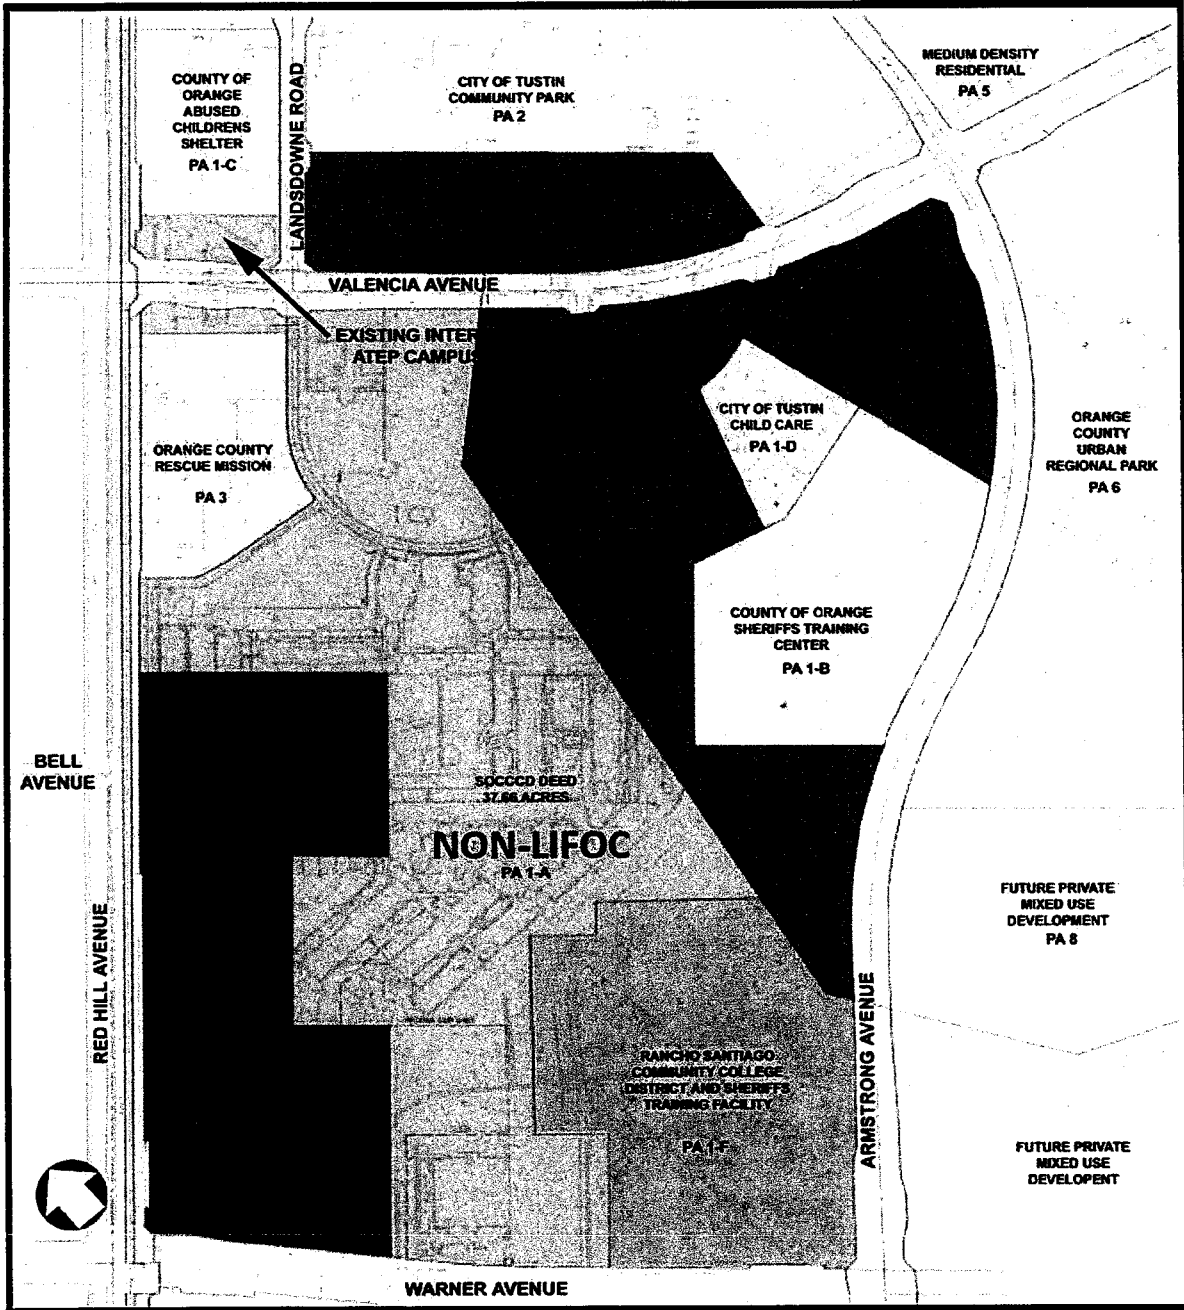 COUNTY OF
ORANGE
ABUSED
CHILDRENS
SHELTER
PA 1-C
LANDSDOWNE ROAD
CITY OF TUSTIN
COMMUNITY PARK
PA 2
MEDIUM DENSITY
RESIDENTIAL
PA 5
VALENCIA AVENUE
EXISTING INTER
ATEP CAMPUS
ORANGE COUNTY
RESCUE MISSION
PA 3
CITY OF TUSTIN
CHILD CARE
PA 1-D
ORANGE
COUNTY
URBAN
REGIONAL PARK
PA 6
COUNTY OF ORANGE
SHERIFFS TRAINING
CENTER
PA 1-B
BELL
AVENUE
SOCCCD DEED
37.66 ACRES
NON-LIFOC
PA 1-A
RED HILL AVENUE
FUTURE PRIVATE
MIXED USE
DEVELOPMENT
PA 8
ARMSTRONG AVENUE
RANCHO SANTIAGO
COMMUNITY COLLEGE
DISTRICT AND SHERIFFS
TRAINING FACILITY
PA 1-F
FUTURE PRIVATE
MIXED USE
DEVELOPENT
WARNER AVENUE